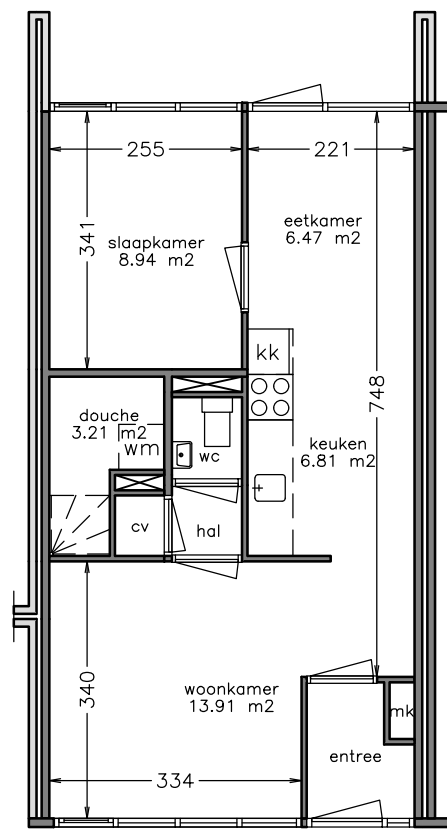 255
221
341
slaapkamer
8.94 m2
eetkamer
6.47 m2
kk
748
douche
3.21 m2
wm
wc
keuken
6.81 m2
cv
hal
340
woonkamer
13.91 m2
mk
entree
334